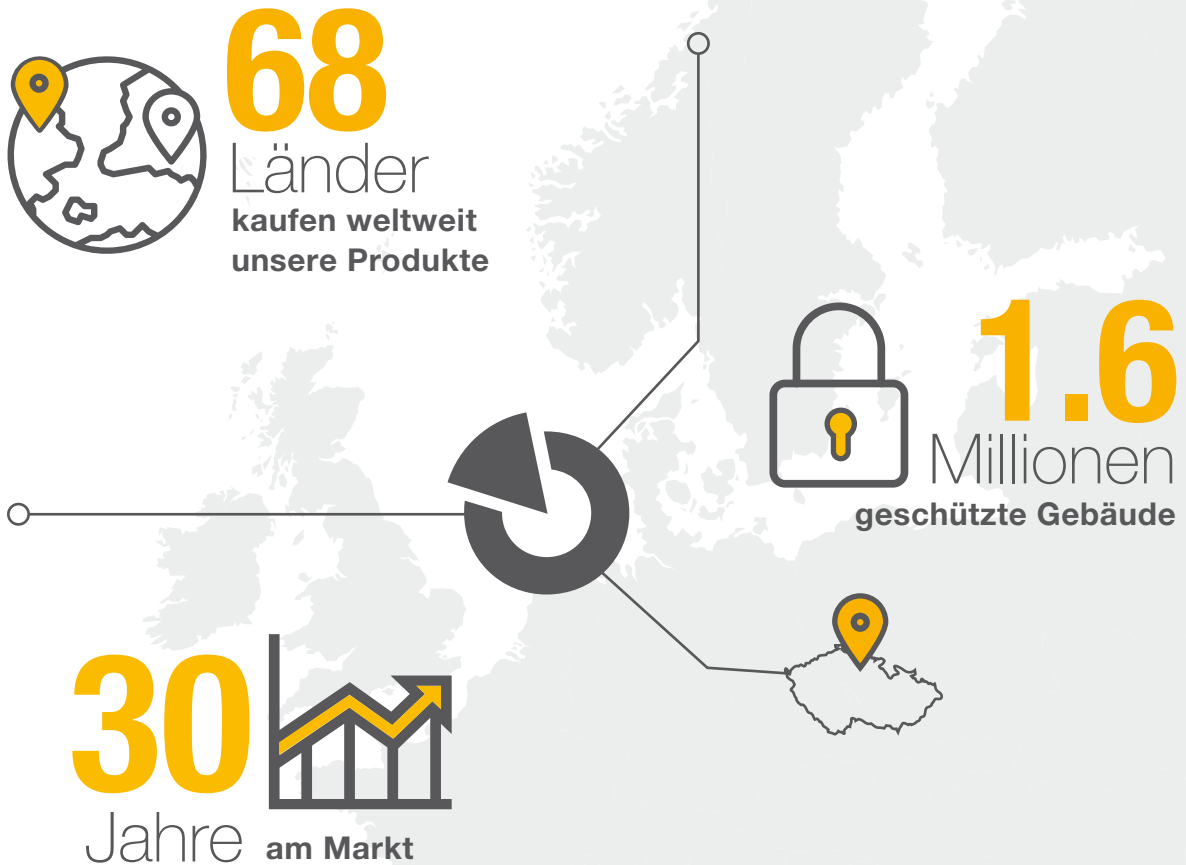 68
Länder
kaufen weltweit
unsere Produkte
1.6
Millionen
geschützte Gebäude
30
Jahre am Markt